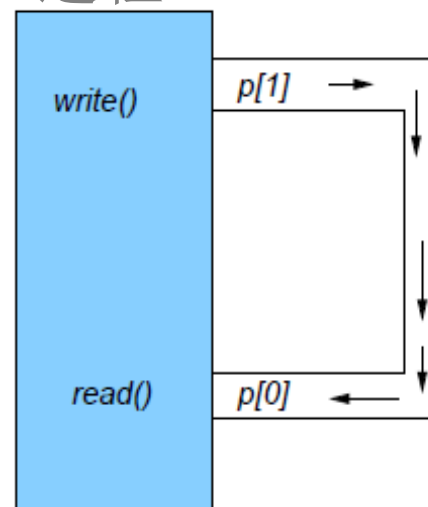 write()
p[1]
read()
p[0]